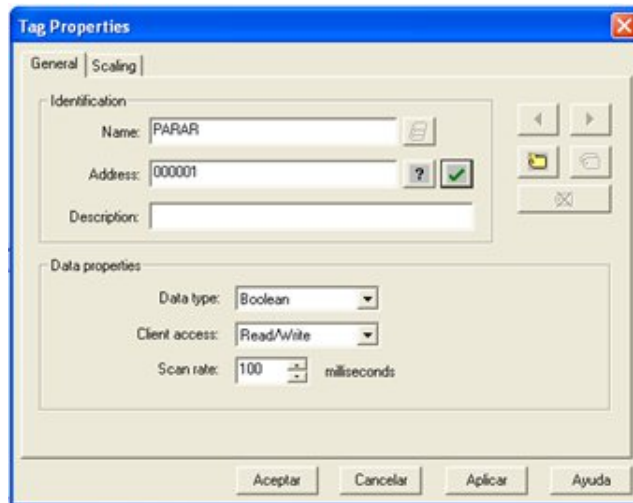 Tag Properties
General Scaling
Identification
Name: PARAR
Address: 000001 ?
Description:
Data properties
Data type: Boolean
Client access: Read/Write
Scan rate: 100 milliseconds
Aceptar Cancelar Aplicar Ayuda